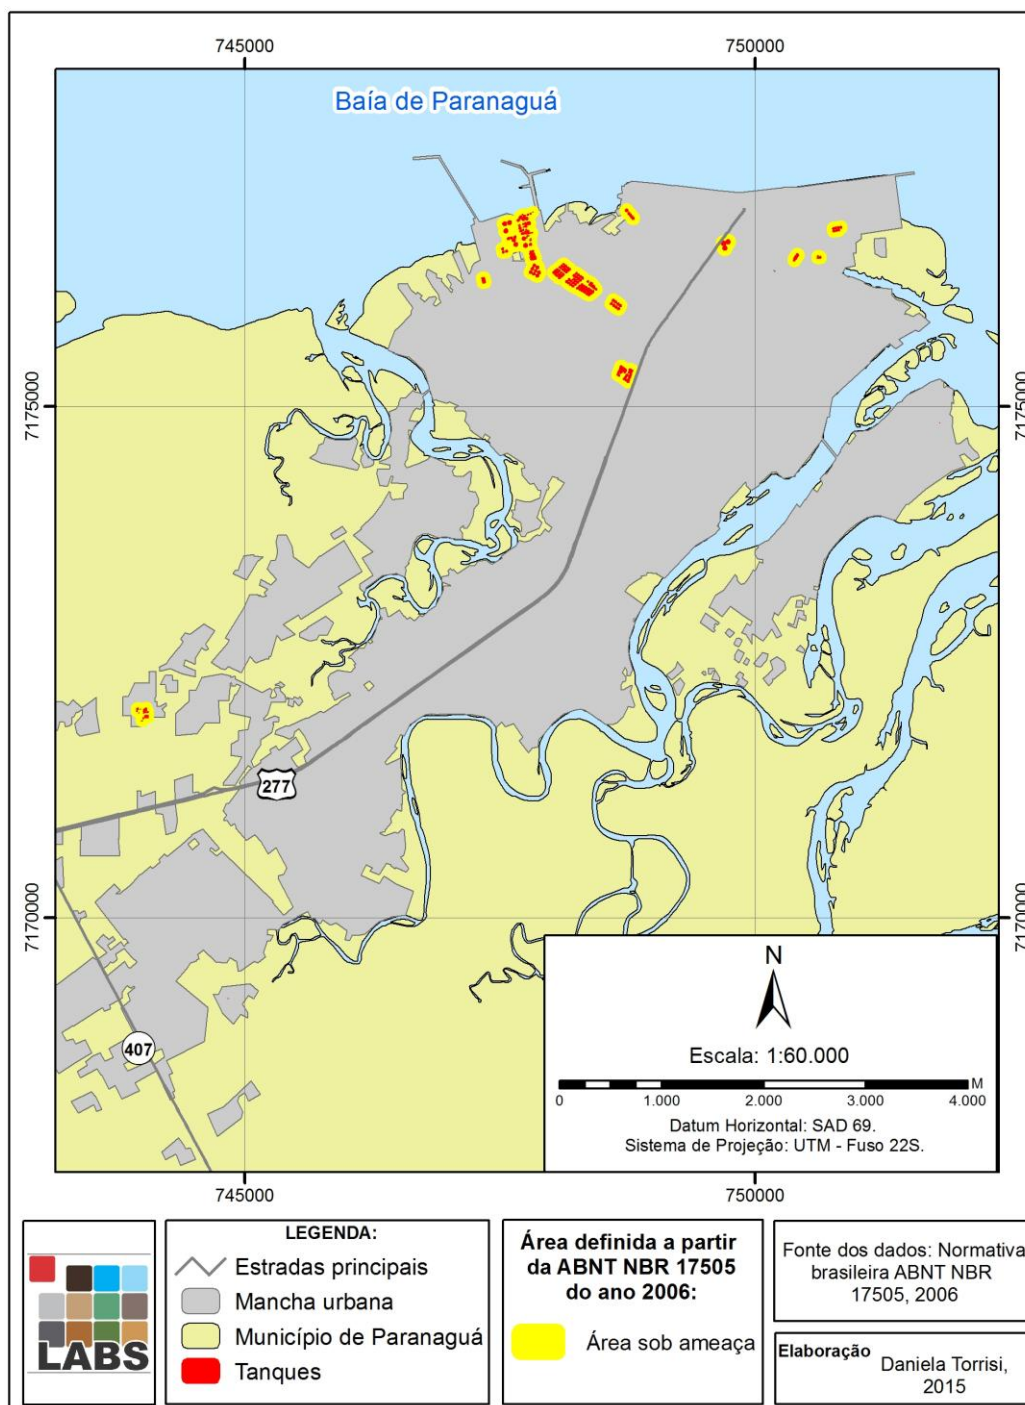 745000
750000
Baía de Paranaguá
7175000
7175000
277
7170000
7170000
407
N
Escala: 1:60.000
M
0
1.000
2.000
3.000
4.000
Datum Horizontal: SAD 69.
Sistema de Projeção: UTM - Fuso 22S.
745000
750000
LABS
LEGENDA:
Estradas principais
Mancha urbana
Município de Paranaguá
Tanques
Área definida a partir
da ABNT NBR 17505
do ano 2006:
Área sob ameaça
Fonte dos dados: Normativa
brasileira ABNT NBR
17505, 2006
Elaboração
Daniela Torrisi,
2015